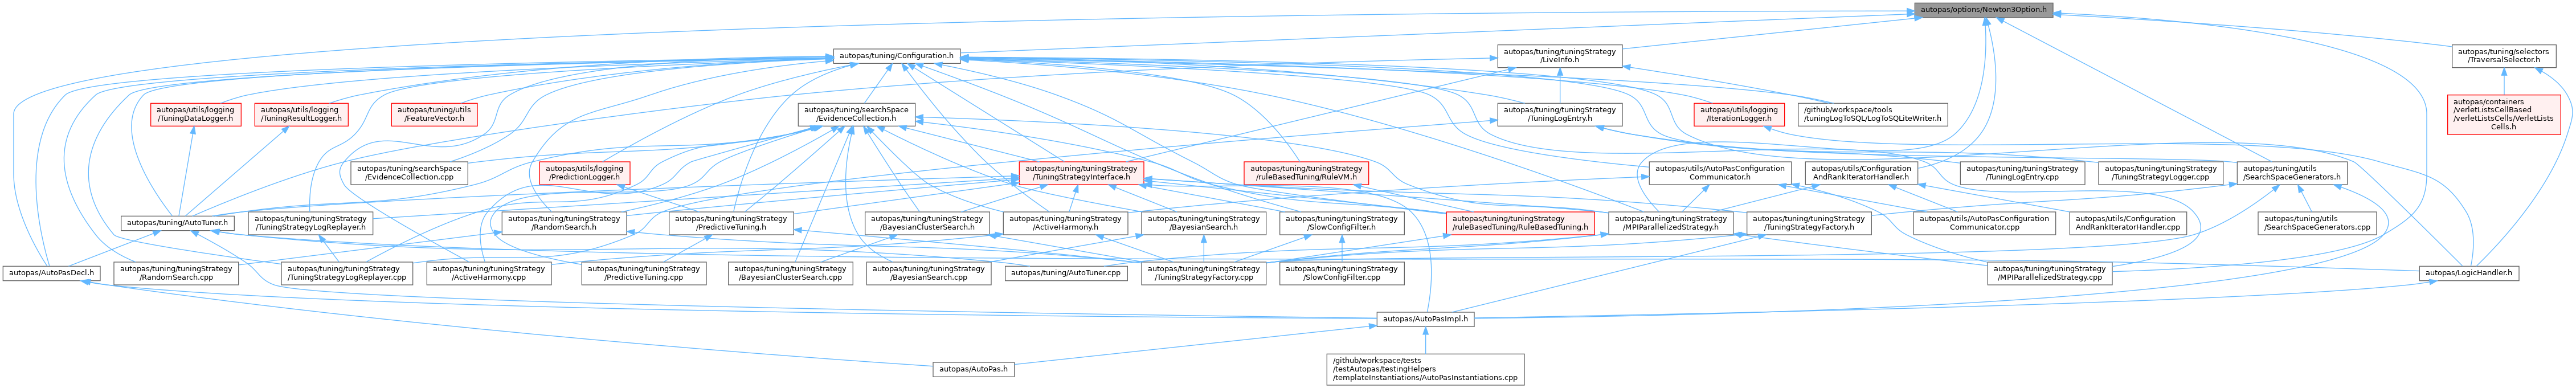 autopas/options/Newton3Option.h
autopas/tuning/Configuration.h
autopas/tuning/tuningStrategy
/LiveInfo.h
autopas/tuning/selectors
/TraversalSelector.h
autopas/utils/logging
/TuningDataLogger.h
autopas/utils/logging
/TuningResultLogger.h
autopas/tuning/utils
/FeatureVector.h
autopas/tuning/searchSpace
/EvidenceCollection.h
autopas/tuning/tuningStrategy
/TuningLogEntry.h
autopas/utils/logging
/IterationLogger.h
/github/workspace/tools
/tuningLogToSQL/LogToSQLiteWriter.h
autopas/containers
/verletListsCellBased
/verletListsCells/VerletLists
Cells.h
autopas/tuning/searchSpace
/EvidenceCollection.cpp
autopas/utils/logging
/PredictionLogger.h
autopas/tuning/tuningStrategy
/TuningStrategyInterface.h
autopas/tuning/tuningStrategy
/ruleBasedTuning/RuleVM.h
autopas/utils/AutoPasConfiguration
Communicator.h
autopas/utils/Configuration
AndRankIteratorHandler.h
autopas/tuning/tuningStrategy
/TuningLogEntry.cpp
autopas/tuning/tuningStrategy
/TuningStrategyLogger.cpp
autopas/tuning/utils
/SearchSpaceGenerators.h
autopas/tuning/AutoTuner.h
autopas/tuning/tuningStrategy
/TuningStrategyLogReplayer.h
autopas/tuning/tuningStrategy
/RandomSearch.h
autopas/tuning/tuningStrategy
/PredictiveTuning.h
autopas/tuning/tuningStrategy
/BayesianClusterSearch.h
autopas/tuning/tuningStrategy
/ActiveHarmony.h
autopas/tuning/tuningStrategy
/BayesianSearch.h
autopas/tuning/tuningStrategy
/SlowConfigFilter.h
autopas/tuning/tuningStrategy
/ruleBasedTuning/RuleBasedTuning.h
autopas/tuning/tuningStrategy
/MPIParallelizedStrategy.h
autopas/tuning/tuningStrategy
/TuningStrategyFactory.h
autopas/utils/AutoPasConfiguration
Communicator.cpp
autopas/utils/Configuration
AndRankIteratorHandler.cpp
autopas/tuning/utils
/SearchSpaceGenerators.cpp
autopas/AutoPasDecl.h
autopas/tuning/tuningStrategy
/RandomSearch.cpp
autopas/tuning/tuningStrategy
/TuningStrategyLogReplayer.cpp
autopas/tuning/tuningStrategy
/ActiveHarmony.cpp
autopas/tuning/tuningStrategy
/PredictiveTuning.cpp
autopas/tuning/tuningStrategy
/BayesianClusterSearch.cpp
autopas/tuning/tuningStrategy
/BayesianSearch.cpp
autopas/tuning/AutoTuner.cpp
autopas/tuning/tuningStrategy
/TuningStrategyFactory.cpp
autopas/tuning/tuningStrategy
/SlowConfigFilter.cpp
autopas/tuning/tuningStrategy
/MPIParallelizedStrategy.cpp
autopas/LogicHandler.h
autopas/AutoPasImpl.h
autopas/AutoPas.h
/github/workspace/tests
/testAutopas/testingHelpers
/templateInstantiations/AutoPasInstantiations.cpp